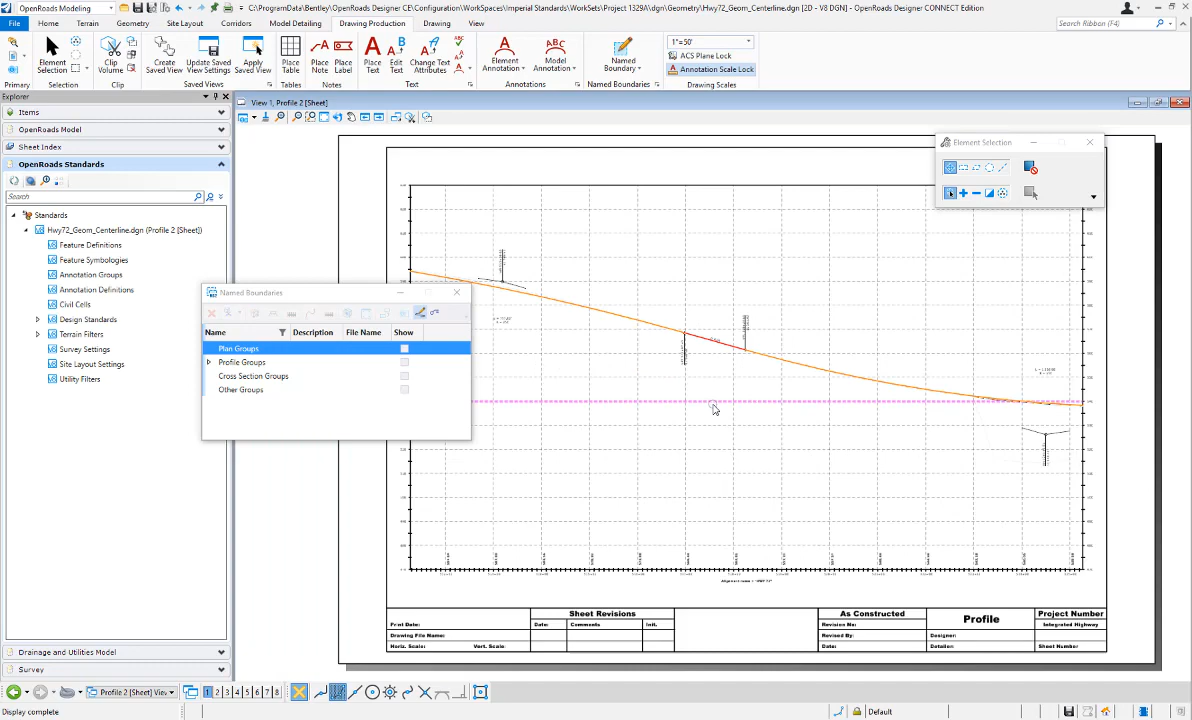 OpenRoads Modeling
C:\ProgramData\Bentley\OpenRoads Designer CE\Configuration\WorkSpaces\Imperial Standards\WorkSets\Project 1329A\dgn\Geometry\Hwy72_Geom_Centerline.dgn [2D - V8 DGN] - OpenRoads Designer CONNECT Edition
File Home Terrain Geometry Site Layout Corridors Model Detailing Drawing Production Drawing View
Search Ribbon (F4)
1"=50'
ACS Plane Lock
Annotation Scale Lock
Element Selection
Clip Volume
Create Saved View
Update Saved View Settings
Apply Saved View
Place Table
Place Note
Place Label
Place Text
Edit Text
Change Text Attributes
Element Annotation
Model Annotation
Named Boundary
Primary Selection Clip Saved Views Tables Notes Text Annotations Named Boundaries Drawing Scales
Explorer
Items
OpenRoads Model
Sheet Index
OpenRoads Standards
Search
Standards
Hwy72_Geom_Centerline.dgn (Profile 2 [Sheet])
Feature Definitions
Feature Symbologies
Annotation Groups
Annotation Definitions
Civil Cells
Design Standards
Terrain Filters
Survey Settings
Site Layout Settings
Utility Filters
Drainage and Utilities Model
Survey
View 1, Profile 2 [Sheet]
Element Selection
Named Boundaries
Name Description File Name Show
Plan Groups
Profile Groups
Cross Section Groups
Other Groups
Sheet Revisions
Date: Comments Init.
Print Date:
Drawing File Name:
Horiz. Scale: Vert. Scale:
As Constructed
Revision No:
Revised By:
Date:
Profile
Designer:
Detailer:
Project Number
Integrated Highway
Sheet Number
Profile 2 [Sheet] View
1 2 3 4 5 6 7 8
Display complete
Default